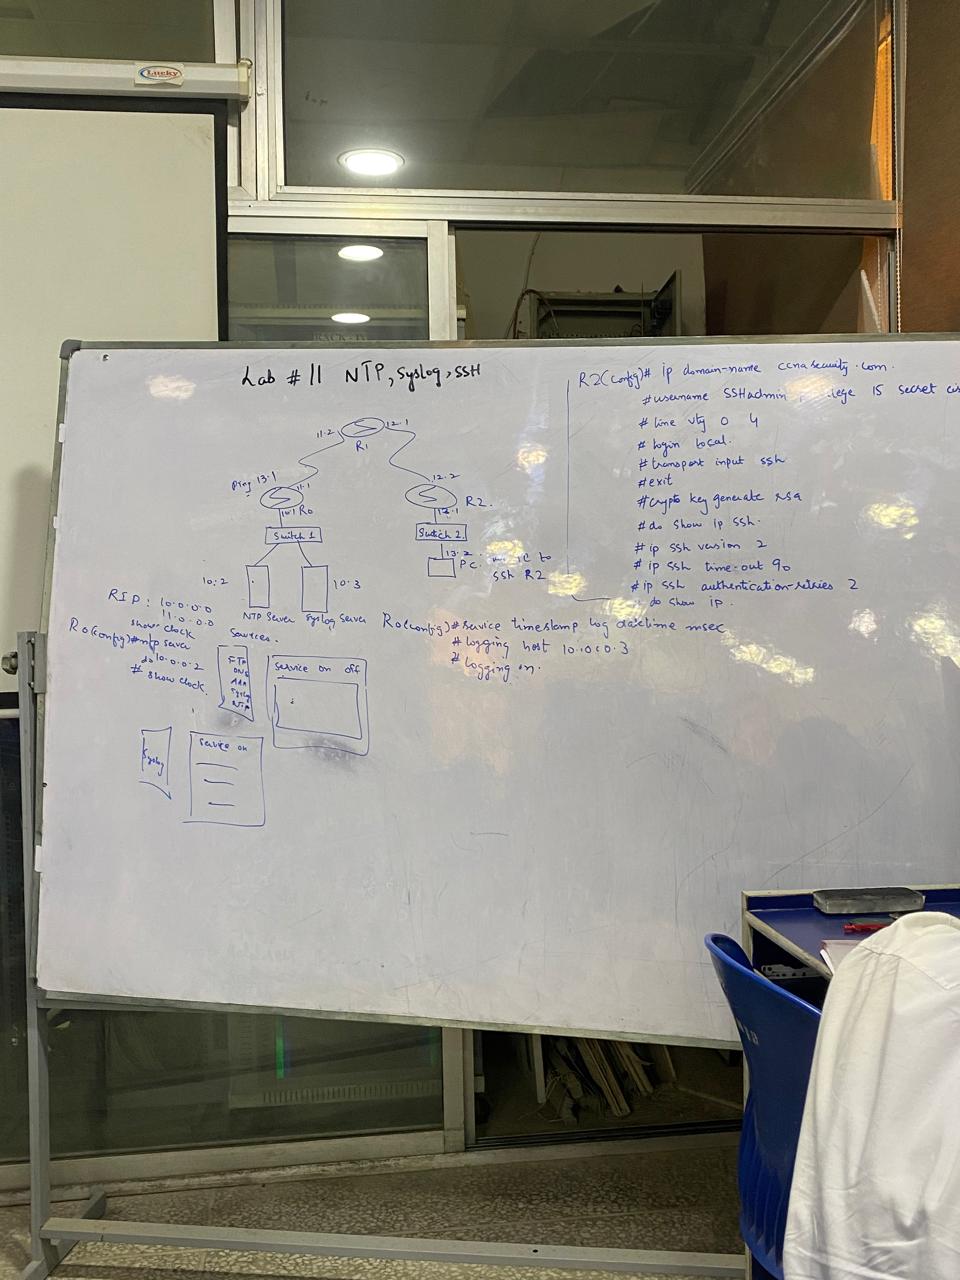 Lucky
Lab # 11 NTP, Syslog, SSH
11.2
12.1
R1
Ping 13.1
11.1
10.1 R0
Switch 1
12.2
R2.
13.1
Switch 2
13.2
PC
to
ssh R2
10.2
10.3
NTP Server
Syslog Server
RIP: 10.0.0.0
11.0.0.0
show clock
R0(config)#ntp server
10.0.0.2
do
# show clock
Services.
FTP
DNS
AAA
Syslog
NTP
Service on off
Syslog
Service on
R2(config)# ip domain-name ccnasecurity.com.
#username SSHadmin
lege 15 secret cis
# line vty 0 4
# login local.
# transport input ssh
#exit
#crypto key generate rsa
# do show ip ssh.
# ip ssh version 2
# ip ssh time-out 90
# ip ssh authentication-retries 2
do show ip.
R0(config)# service timestamp log datetime msec
# logging host 10.0.0.3
# logging on.